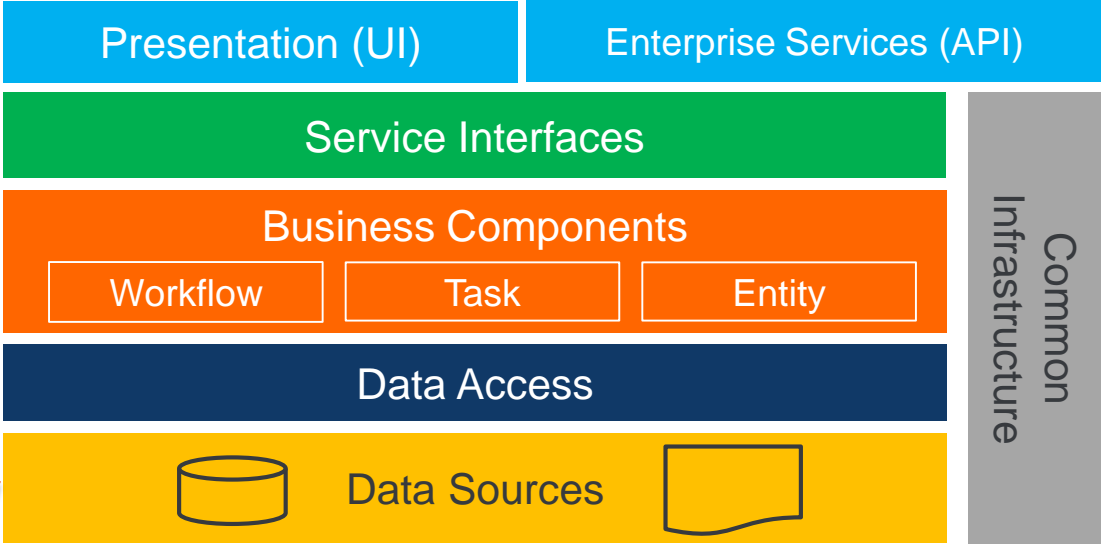 Presentation (UI)
Enterprise Services (API)
Service Interfaces
Business Components
Workflow
Task
Entity
Data Access
Data Sources
Common
Infrastructure